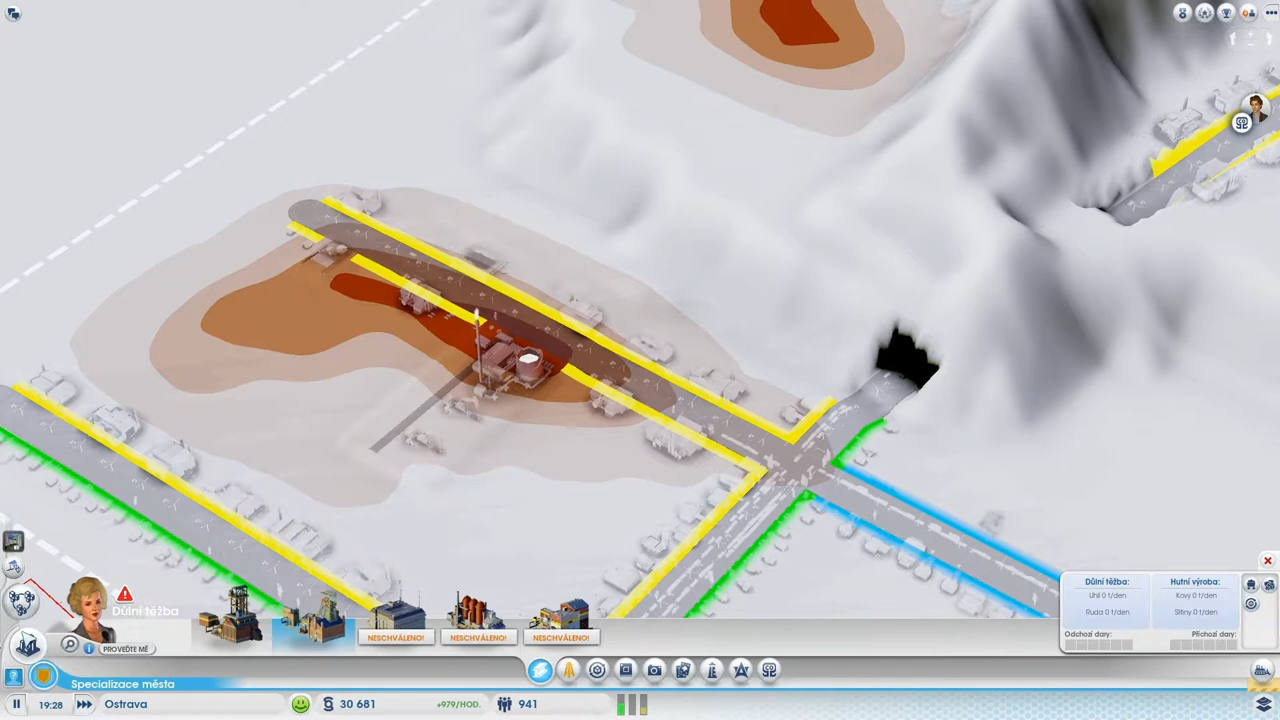 Důlní těžba
PROVEĎTE MĚ
NESCHVÁLENO!
NESCHVÁLENO!
NESCHVÁLENO!
Důlní těžba:
Uhlí 0 t/den
Ruda 0 t/den
Odchozí dary:
Hutní výroba:
Kovy 0 t/den
Slitiny 0 t/den
Příchozí dary:
Specializace města
19:28
Ostrava
30 681
+979/HOD.
941